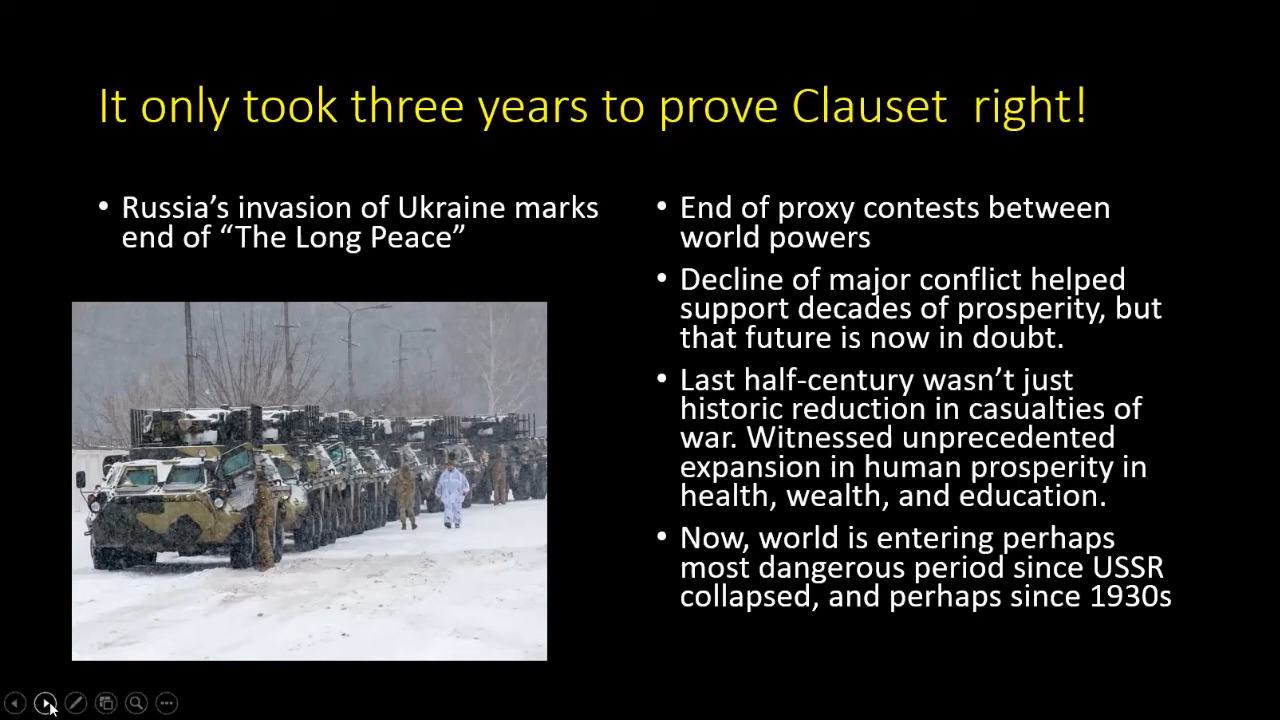 It only took three years to prove Clauset  right!
• Russia’s invasion of Ukraine marks
end of “The Long Peace”
• End of proxy contests between
world powers
• Decline of major conflict helped
support decades of prosperity, but
that future is now in doubt.
• Last half-century wasn’t just
historic reduction in casualties of
war. Witnessed unprecedented
expansion in human prosperity in
health, wealth, and education.
• Now, world is entering perhaps
most dangerous period since USSR
collapsed, and perhaps since 1930s